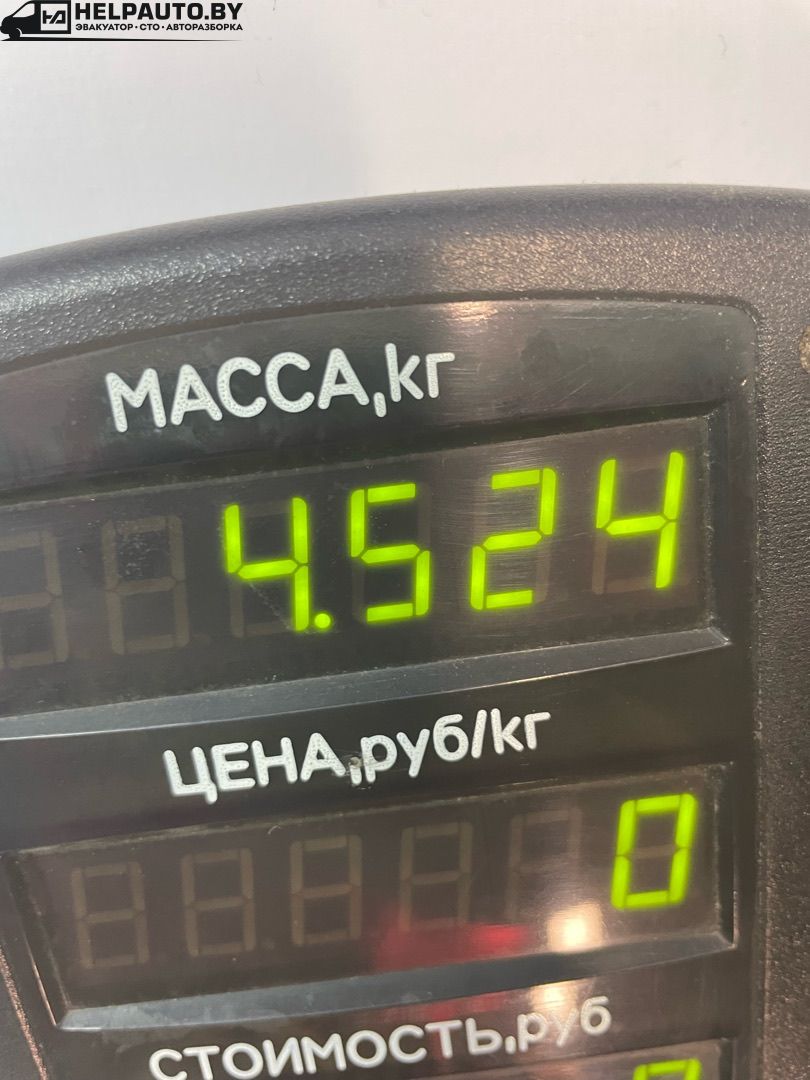 HELPAUTO.BY
ЭВАКУАТОР • СТО • АВТОРАЗБОРКА
МАССА,кг
4.524
ЦЕНА,руб/кг
0
СТОИМОСТЬ,руб